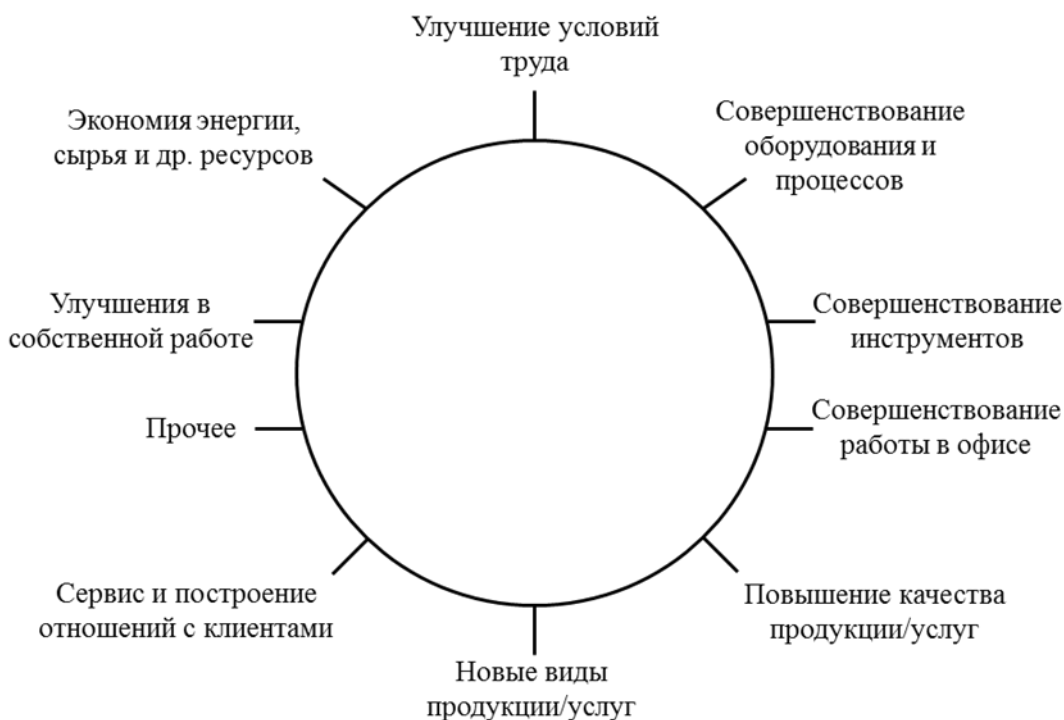 Улучшение условий
труда
Совершенствование
оборудования и
процессов
Экономия энергии,
сырья и др. ресурсов
Улучшения в
собственной работе
Совершенствование
инструментов
Прочее
Совершенствование
работы в офисе
Сервис и построение
отношений с клиентами
Повышение качества
продукции/услуг
Новые виды
продукции/услуг